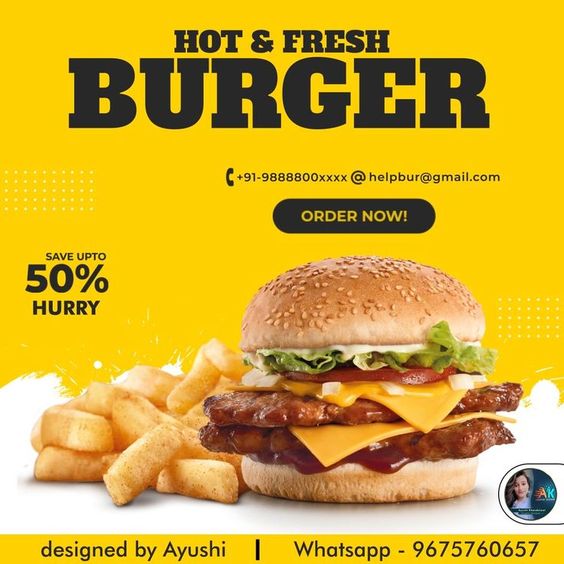 HOT & FRESH
BURGER
+91-9888800xxxx @ helpbur@gmail.com
ORDER NOW!
SAVE UPTO
50%
HURRY
AK
designed by Ayushi | Whatsapp - 9675760657